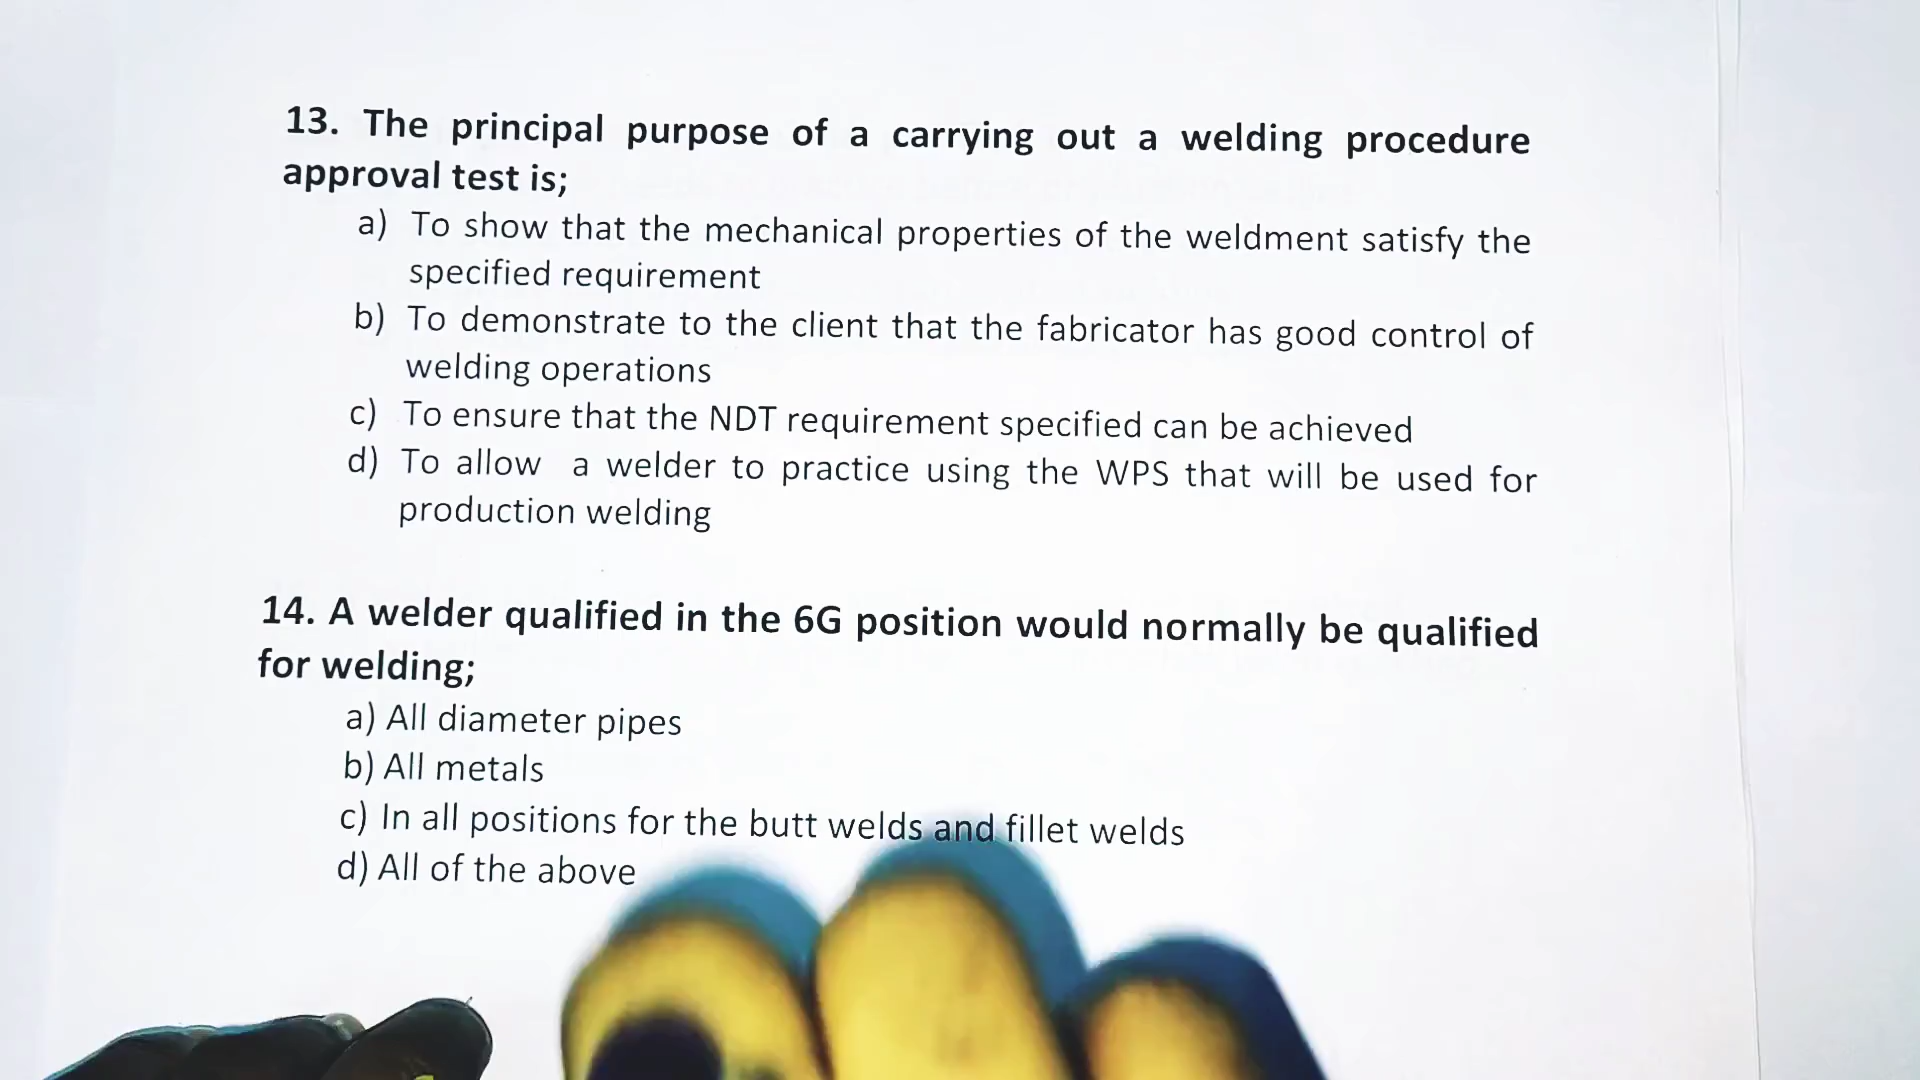 13. The principal purpose of a carrying out a welding procedure
approval test is;
a) To show that the mechanical properties of the weldment satisfy the
specified requirement
b) To demonstrate to the client that the fabricator has good control of
welding operations
c) To ensure that the NDT requirement specified can be achieved
d) To allow a welder to practice using the WPS that will be used for
production welding
14. A welder qualified in the 6G position would normally be qualified
for welding;
a) All diameter pipes
b) All metals
c) In all positions for the butt welds and fillet welds
d) All of the above